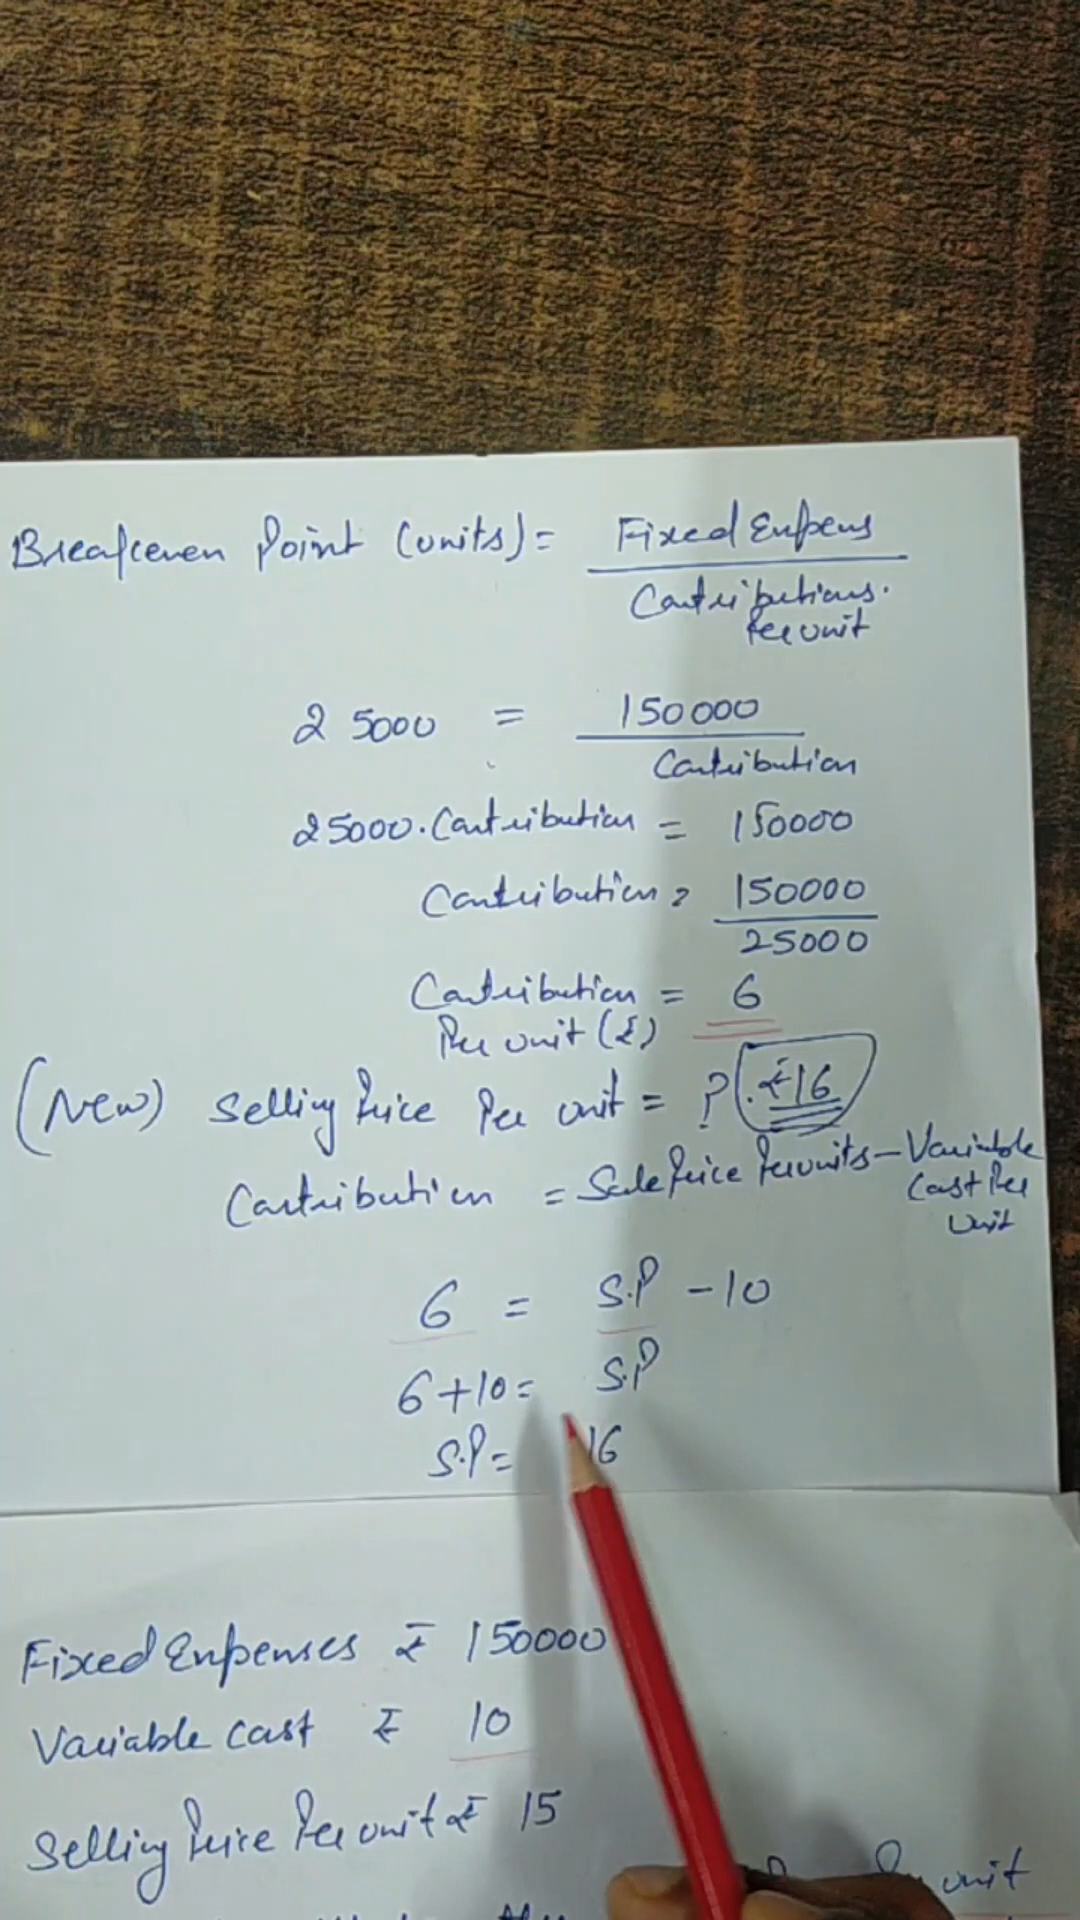 Breakeven Point (units) = Fixed Expens
Contributions.
Per unit
25000 = 150000
Contribution
25000.Contribution = 150000
Contribution = 150000
25000
Contribution = 6
Per unit (₹)
(New) Selling Price Per unit = ? . ₹16
Contribution = Sale Price Per units - Variable
Cost Per
Unit
6 = S.P - 10
6+10 = S.P
S.P = 16
Fixed Expenses ₹ 150000
Variable Cost ₹ 10
Selling Price Per unit ₹ 15
unit